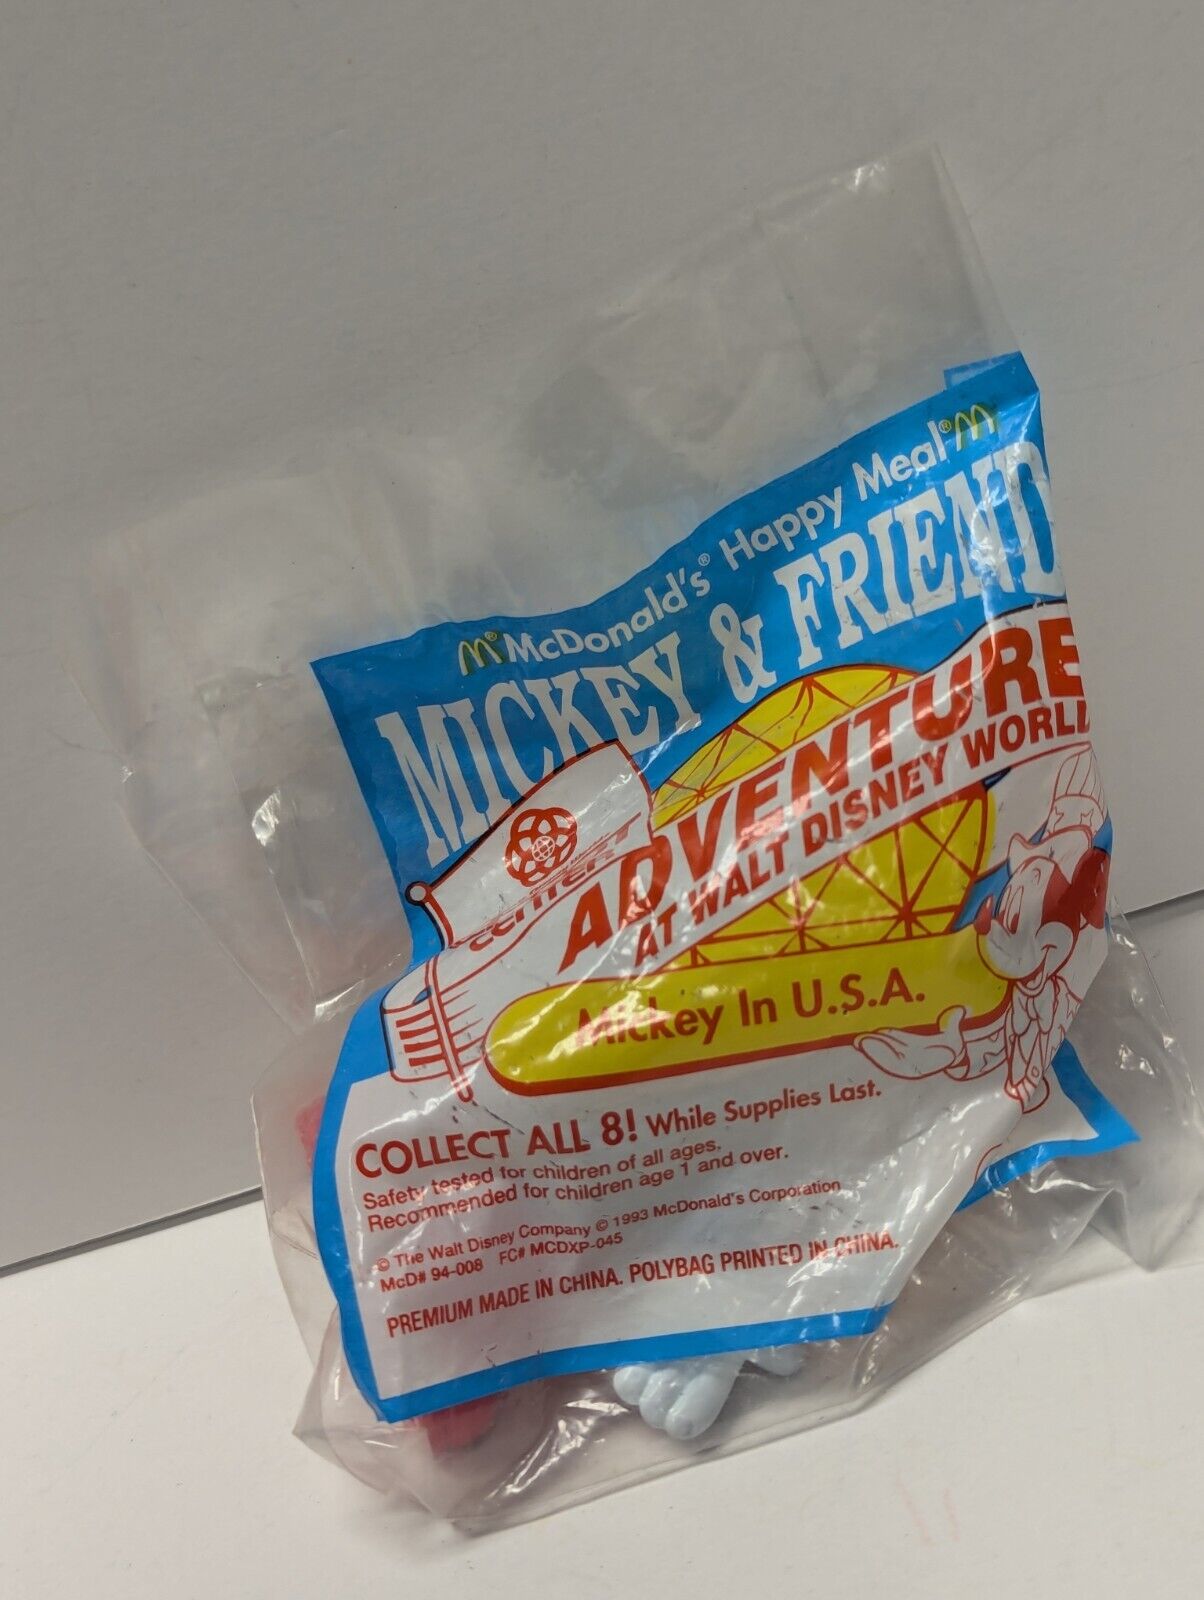 McDonald's® Happy Meal®
MICKEY & FRIEND
EPCOT
CENTER
ADVENTURE
AT WALT DISNEY WORLD
Mickey In U.S.A.
COLLECT ALL 8! While Supplies Last.
Safety tested for children of all ages.
Recommended for children age 1 and over.
© The Walt Disney Company © 1993 McDonald's Corporation
McD# 94-008 FC# MCDXP-045
PREMIUM MADE IN CHINA. POLYBAG PRINTED IN CHINA.